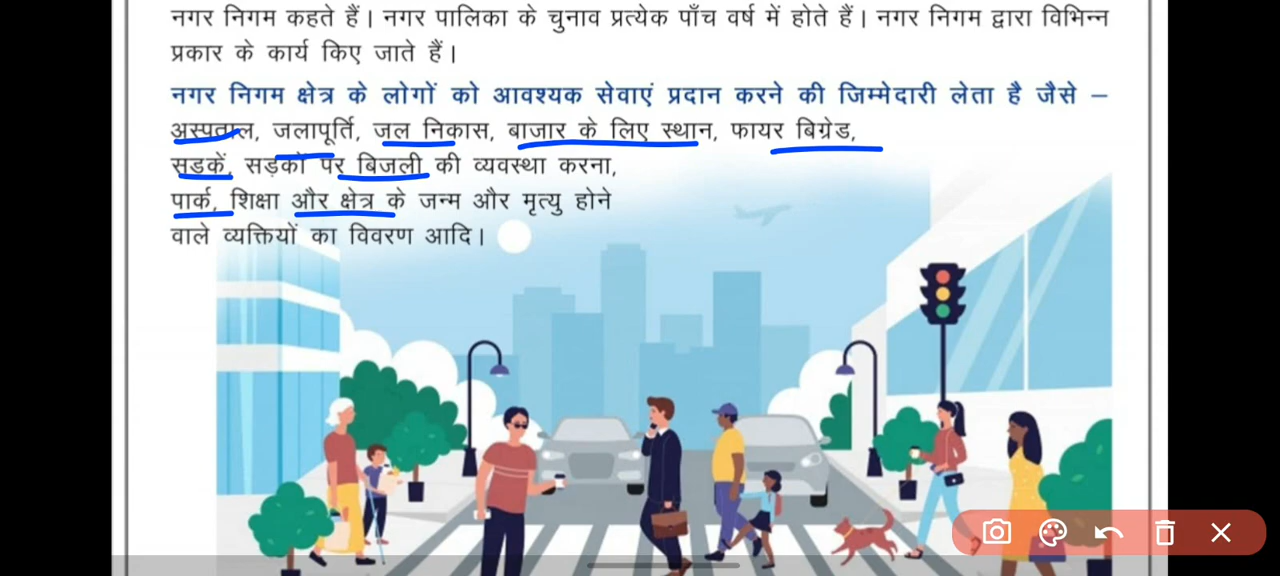 नगर निगम कहते हैं। नगर पालिका के चुनाव प्रत्येक पाँच वर्ष में होते हैं। नगर निगम द्वारा विभिन्न
प्रकार के कार्य किए जाते हैं।
नगर निगम क्षेत्र के लोगों को आवश्यक सेवाएं प्रदान करने की जिम्मेदारी लेता है जैसे –
अस्पताल, जलापूर्ति, जल निकास, बाजार के लिए स्थान, फायर बिग्रेड,
सडकें, सड़कों पर बिजली की व्यवस्था करना,
पार्क, शिक्षा और क्षेत्र के जन्म और मृत्यु होने
वाले व्यक्तियों का विवरण आदि।